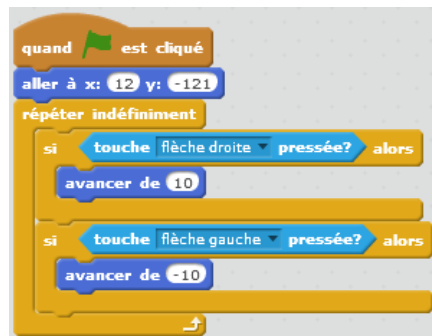 quand est cliqué
aller à x: 12 y: -121
répéter indéfiniment
si touche flèche droite pressée? alors
avancer de 10
si touche flèche gauche pressée? alors
avancer de -10